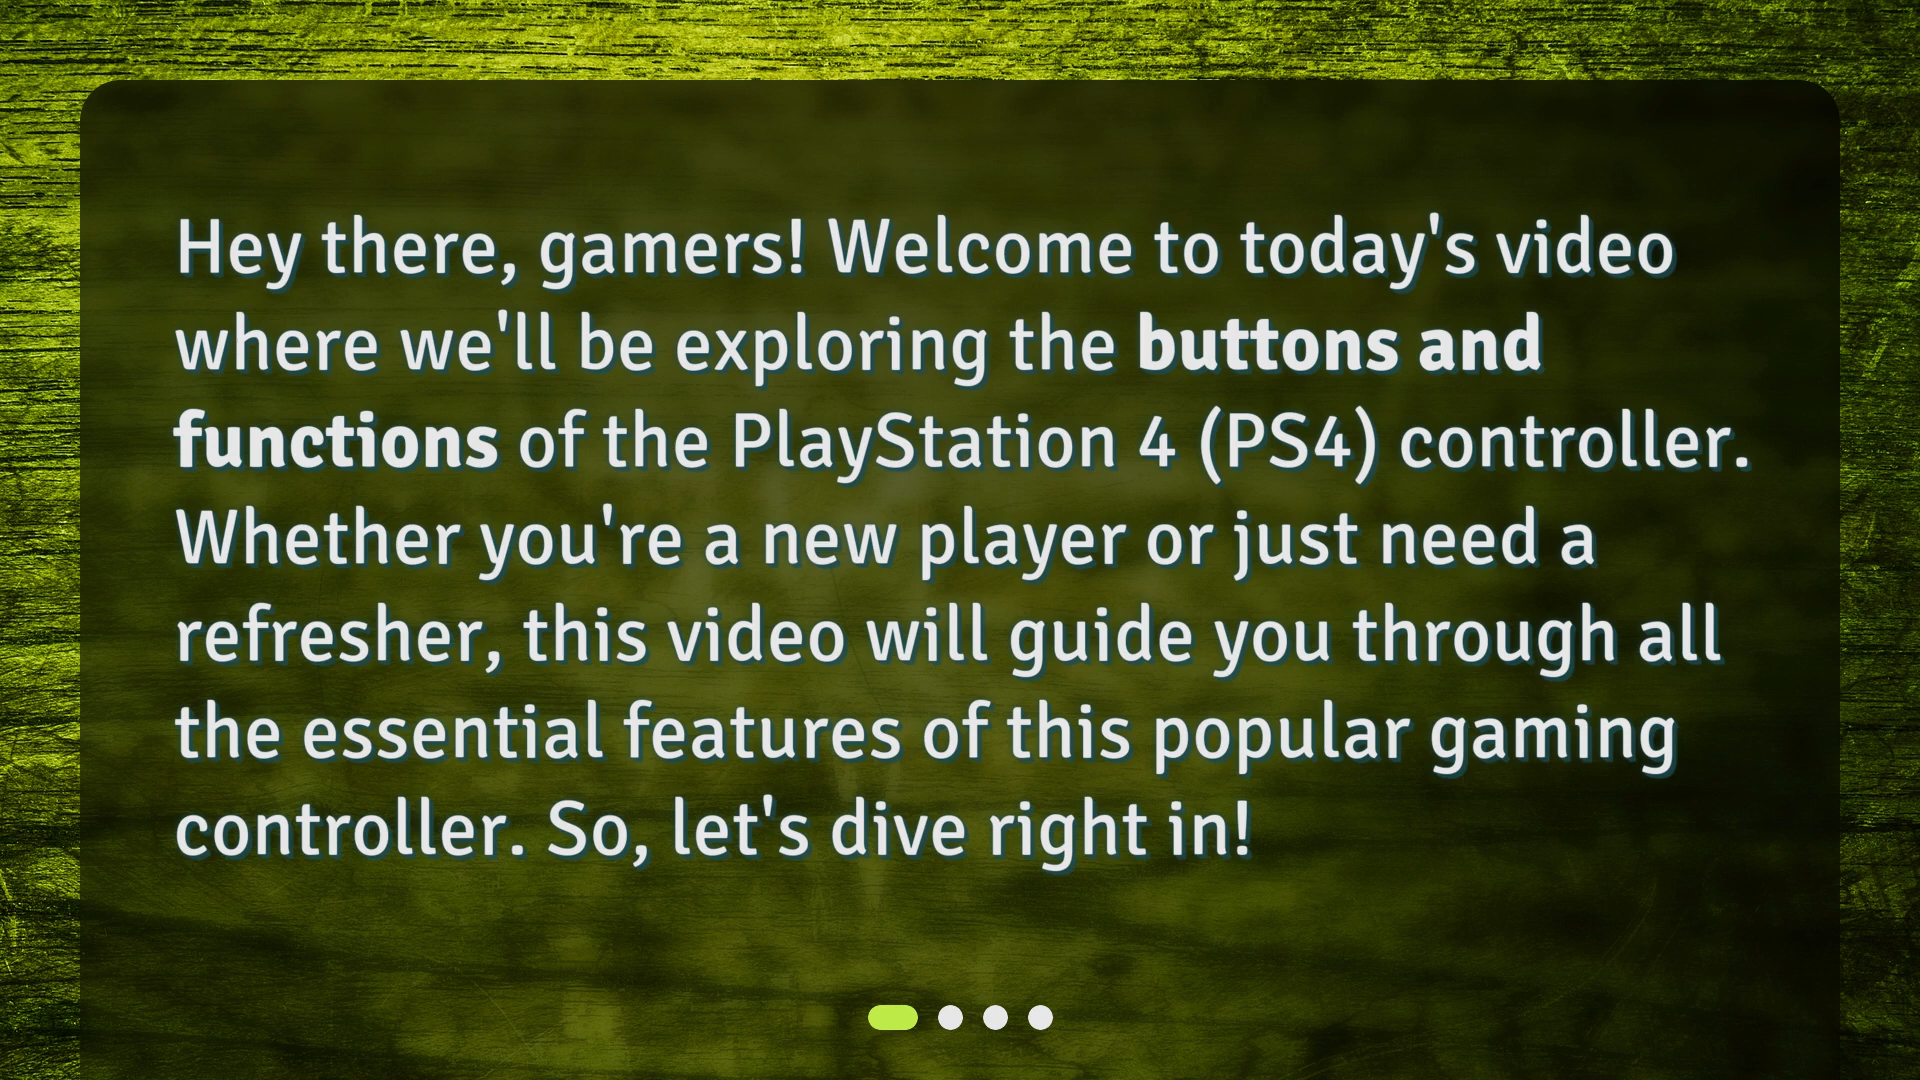 Hey there, gamers! Welcome to today's video
where we'll be exploring the buttons and
functions of the PlayStation 4 (PS4) controller.
Whether you're a new player or just need a
refresher, this video will guide you through all
the essential features of this popular gaming
controller. So, let's dive right in!